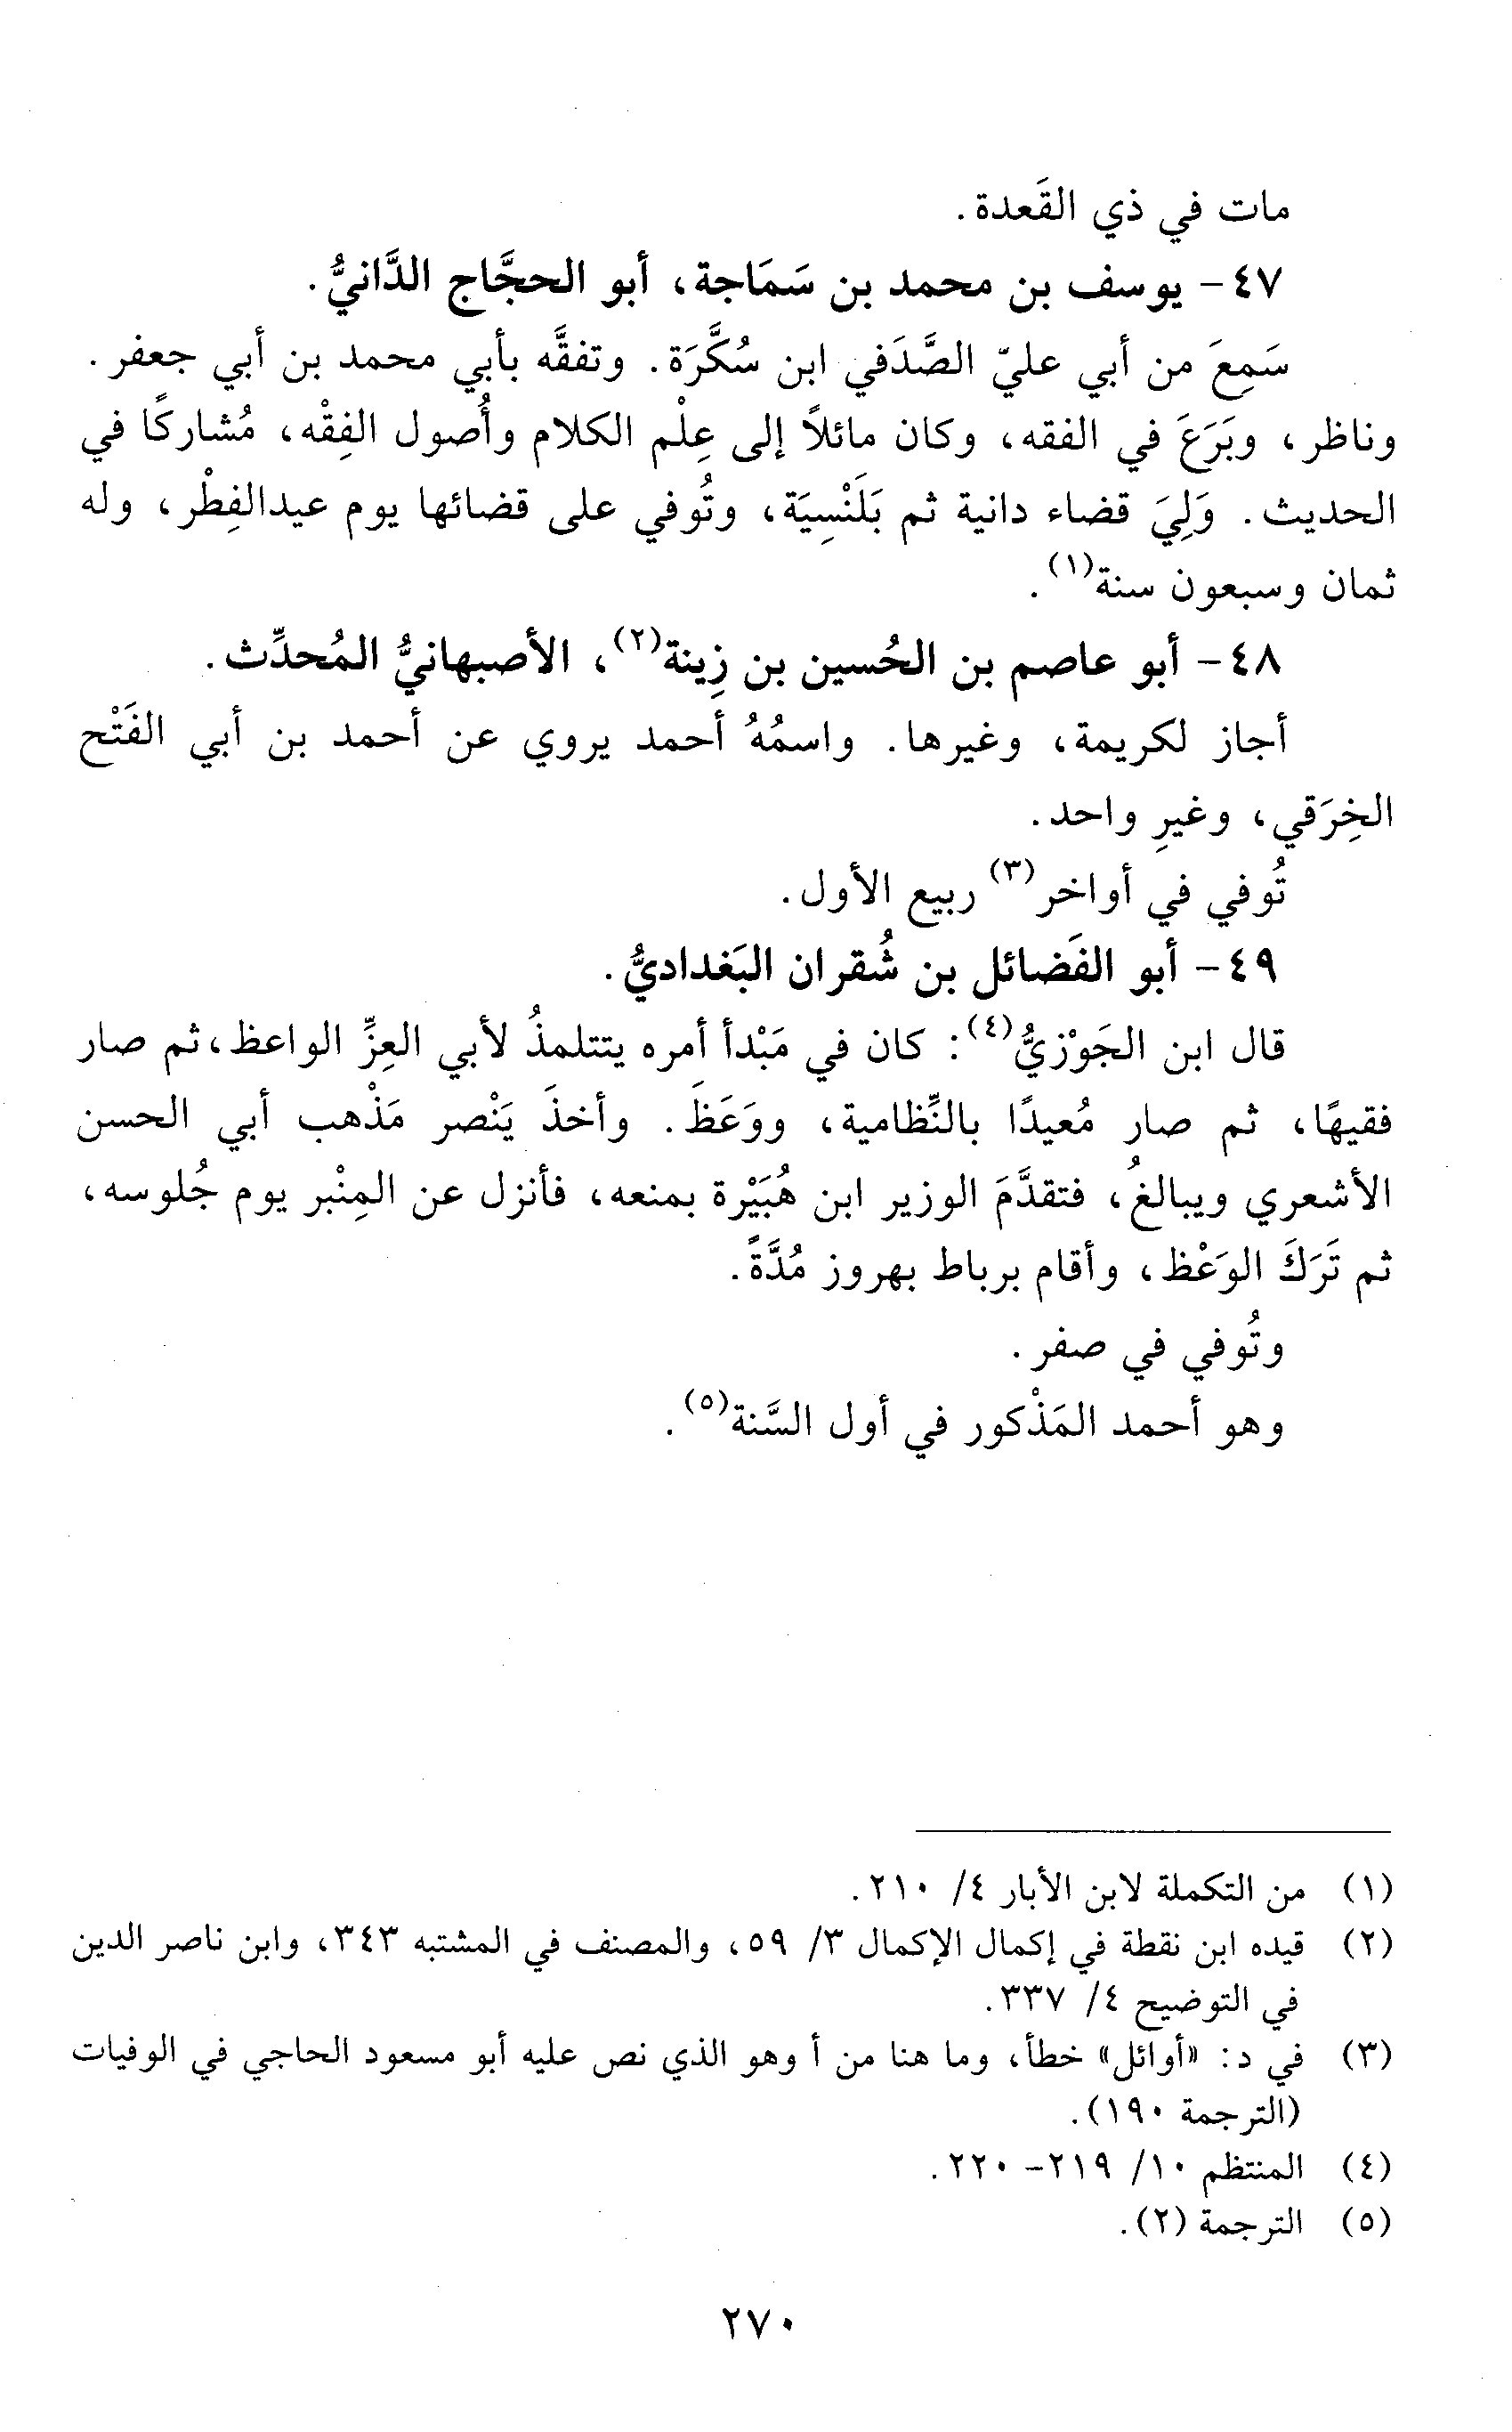 مات في ذي القَعدة.
٤٧- يوسف بن محمد بن سَمَاجة، أبو الحجَّاج الدَّانيُّ.
سَمِعَ من أبي عليّ الصَّدَفي ابن سُكَّرَة. وتفقَّه بأبي محمد بن أبي جعفر.
وناظر، وبَرَعَ في الفقه، وكان مائلاً إلى عِلْم الكلام وأُصول الفِقْه، مُشاركًا في
الحديث. وَلِيَ قضاء دانية ثم بَلَنْسِيَة، وتُوفي على قضائها يوم عيدالفِطْر، وله
ثمان وسبعون سنة(١).
٤٨- أبو عاصم بن الحُسين بن زِينة(٢)، الأصبهانيُّ المُحدِّث.
أجاز لكريمة، وغيرها. واسمُهُ أحمد يروي عن أحمد بن أبي الفَتْح
الخِرَقي، وغيرِ واحد.
تُوفي في أواخر(٣) ربيع الأول.
٤٩- أبو الفَضائل بن شُقران البَغداديُّ.
قال ابن الجَوْزيُّ(٤): كان في مَبْدأ أمره يتتلمذُ لأبي العِزِّ الواعظ،ثم صار
فقيهًا، ثم صار مُعيدًا بالنِّظامية، ووَعَظَ. وأخذَ يَنْصر مَذْهب أبي الحسن
الأشعري ويبالغُ، فتقدَّمَ الوزير ابن هُبَيْرة بمنعه، فأنزل عن المِنْبر يوم جُلوسه،
ثم تَرَكَ الوَعْظ، وأقام برباط بهروز مُدَّةً.
وتُوفي في صفر.
وهو أحمد المَذْكور في أول السَّنة(٥).
(١) من التكملة لابن الأبار ٤/ ٢١٠.
(٢) قيده ابن نقطة في إكمال الإكمال ٣/ ٥٩، والمصنف في المشتبه ٣٤٣، وابن ناصر الدين
في التوضيح ٤/ ٣٣٧.
(٣) في د: «أوائل» خطأ، وما هنا من أ وهو الذي نص عليه أبو مسعود الحاجي في الوفيات
(الترجمة ١٩٠).
(٤) المنتظم ١٠/ ٢١٩- ٢٢٠.
(٥) الترجمة (٢).
٢٧٠